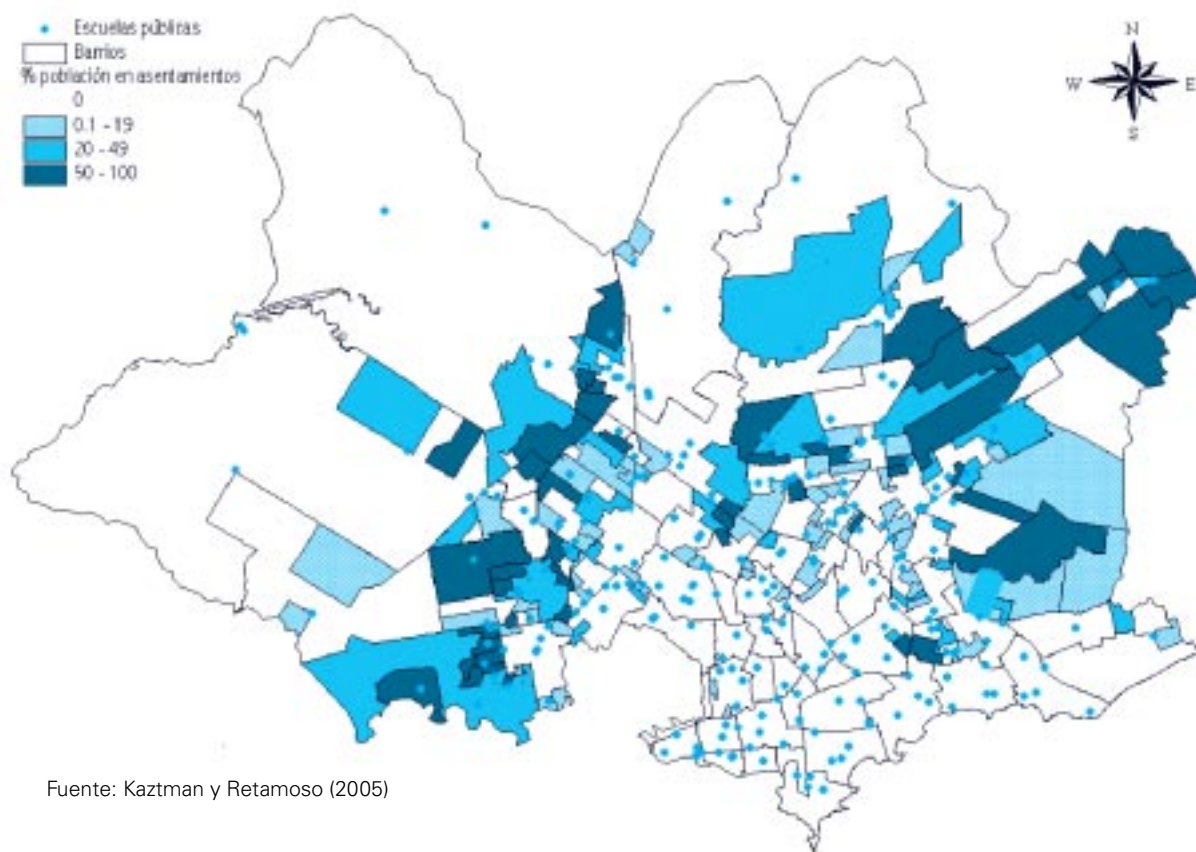 Escuelas públicas
Barrios
% población en asentamientos
0
0.1 - 19
20 - 49
50 - 100
N
W E
S
Fuente: Kaztman y Retamoso (2005)